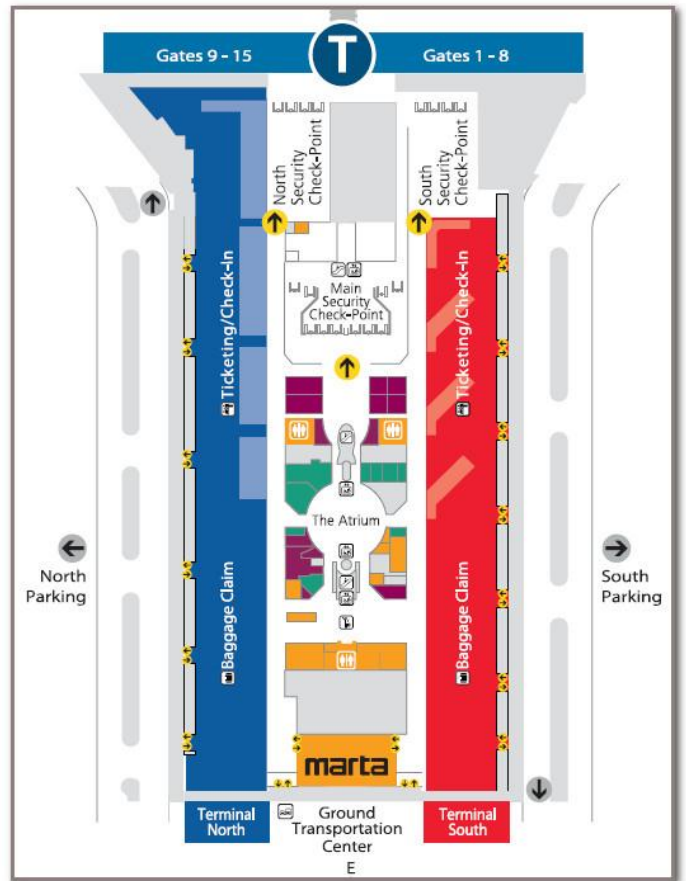 Gates 9 - 15
T
Gates 1 - 8
North
Security
Check-Point
South
Security
Check-Point
Main
Security
Check-Point
Ticketing/Check-In
Ticketing/Check-In
The Atrium
North
Parking
South
Parking
Baggage Claim
Baggage Claim
marta
Terminal
North
Ground
Transportation
Center
Terminal
South
E